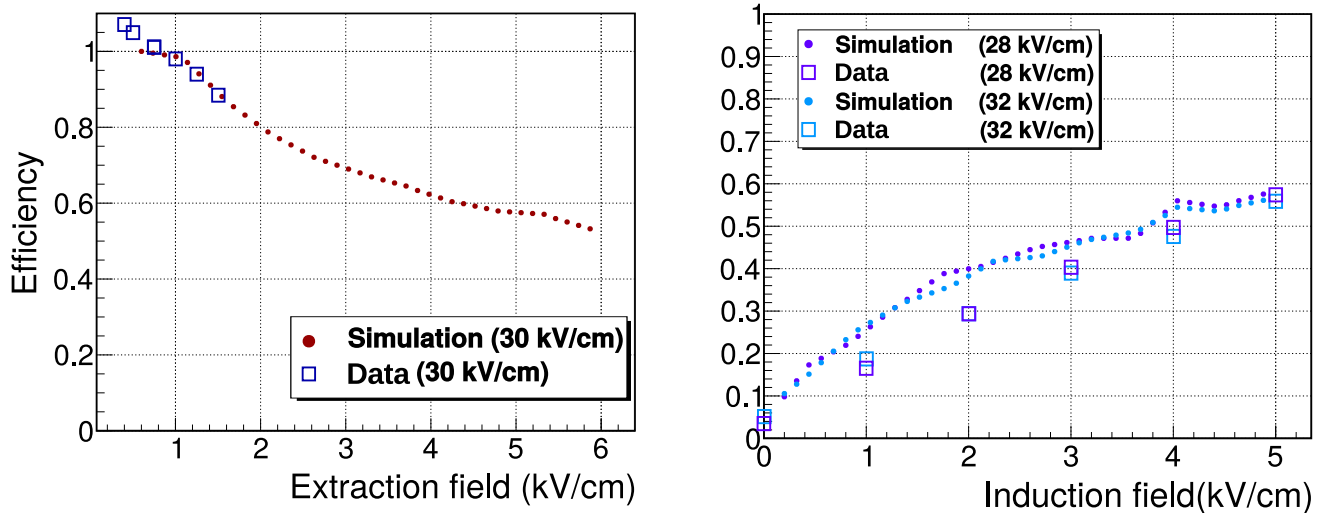 1
0.8
0.6
0.4
0.2
0
Efficiency
Simulation (30 kV/cm)
Data (30 kV/cm)
1 2 3 4 5 6
Extraction field (kV/cm)
1
0.9
0.8
0.7
0.6
0.5
0.4
0.3
0.2
0.1
0
Simulation (28 kV/cm)
Data (28 kV/cm)
Simulation (32 kV/cm)
Data (32 kV/cm)
0 1 2 3 4 5
Induction field(kV/cm)